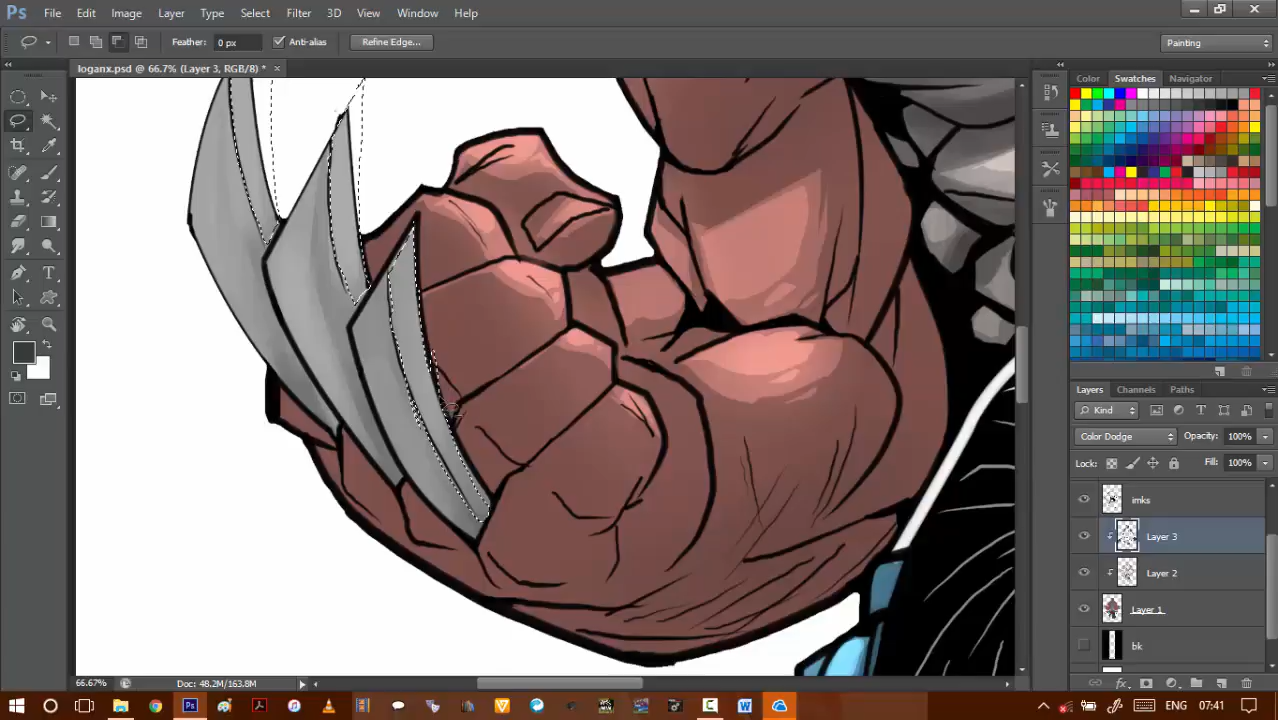 Ps File Edit Image Layer Type Select Filter 3D View Window Help
Feather: 0 px Anti-alias Refine Edge... Painting
loganx.psd @ 66.7% (Layer 3, RGB/8) * ×
Color Swatches Navigator
Layers Channels Paths
Kind
Color Dodge Opacity: 100%
Lock: Fill: 100%
imks
Layer 3
Layer 2
Layer 1
bk
66.67% Doc: 48.2M/163.8M
ENG 07:41